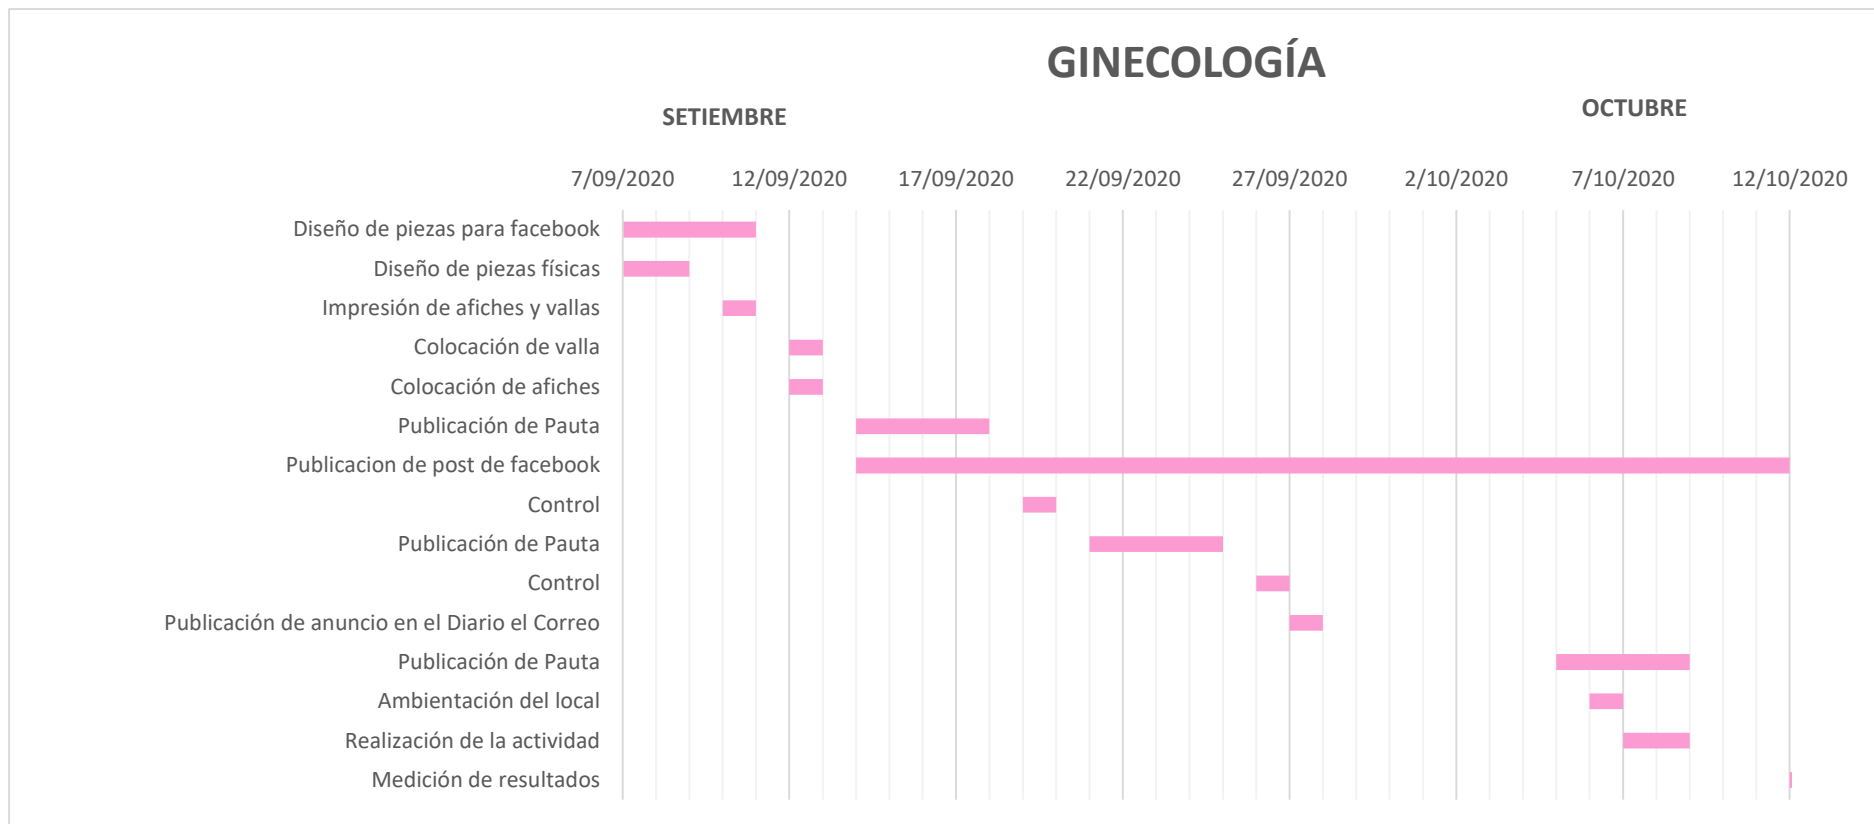 GINECOLOGÍA
SETIEMBRE
OCTUBRE
7/09/2020 12/09/2020 17/09/2020 22/09/2020 27/09/2020 2/10/2020 7/10/2020 12/10/2020
Diseño de piezas para facebook
Diseño de piezas físicas
Impresión de afiches y vallas
Colocación de valla
Colocación de afiches
Publicación de Pauta
Publicacion de post de facebook
Control
Publicación de Pauta
Control
Publicación de anuncio en el Diario el Correo
Publicación de Pauta
Ambientación del local
Realización de la actividad
Medición de resultados